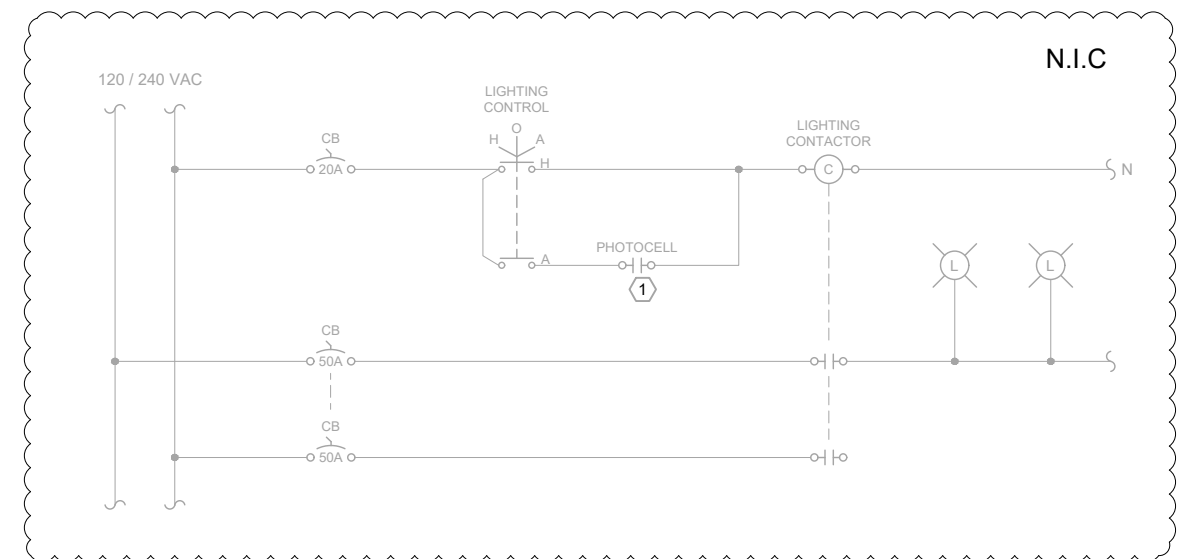 N.I.C
120 / 240 VAC
LIGHTING
CONTROL
O
H A
LIGHTING
CONTACTOR
CB
20A
H
C
N
A
PHOTOCELL
1
L L
CB
50A
CB
50A